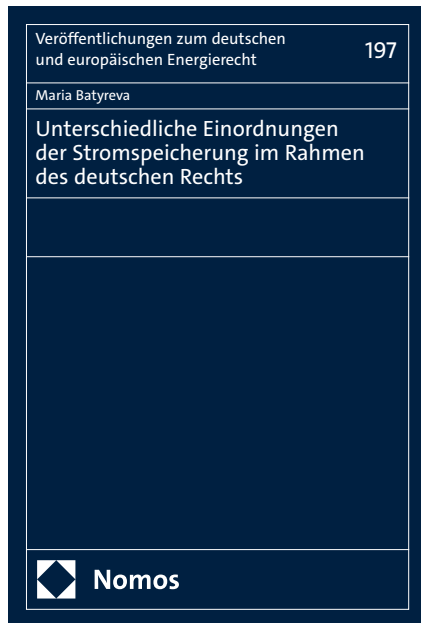 Veröffentlichungen zum deutschen
und europäischen Energierecht
197
Maria Batyreva
Unterschiedliche Einordnungen
der Stromspeicherung im Rahmen
des deutschen Rechts
Nomos